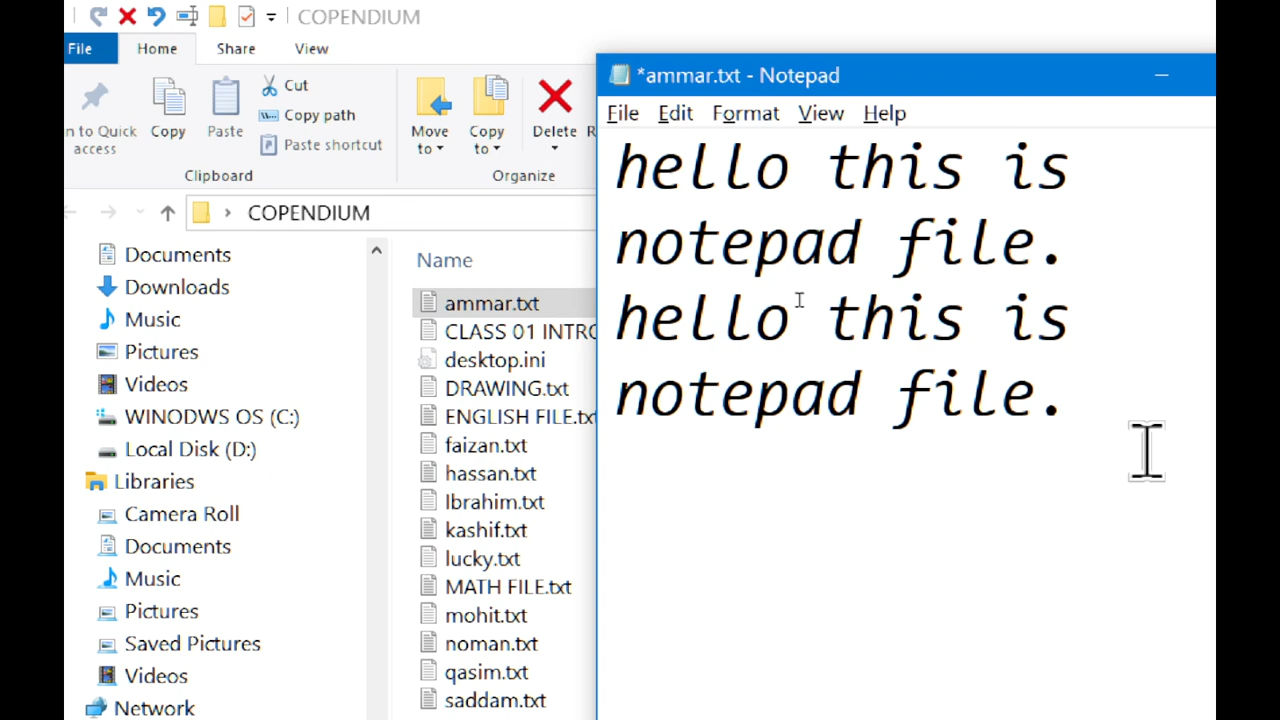 COPENDIUM
File Home Share View
Cut
Copy path
Paste shortcut
n to Quick
access
Copy
Paste
Move
to
Copy
to
Delete
R
Clipboard
Organize
COPENDIUM
Documents
Downloads
Music
Pictures
Videos
WINODWS OS (C:)
Local Disk (D:)
Libraries
Camera Roll
Documents
Music
Pictures
Saved Pictures
Videos
Network
Name
ammar.txt
CLASS 01 INTRO
desktop.ini
DRAWING.txt
ENGLISH FILE.txt
faizan.txt
hassan.txt
Ibrahim.txt
kashif.txt
lucky.txt
MATH FILE.txt
mohit.txt
noman.txt
qasim.txt
saddam.txt
*ammar.txt - Notepad
File Edit Format View Help
hello this is
notepad file.
hello this is
notepad file.